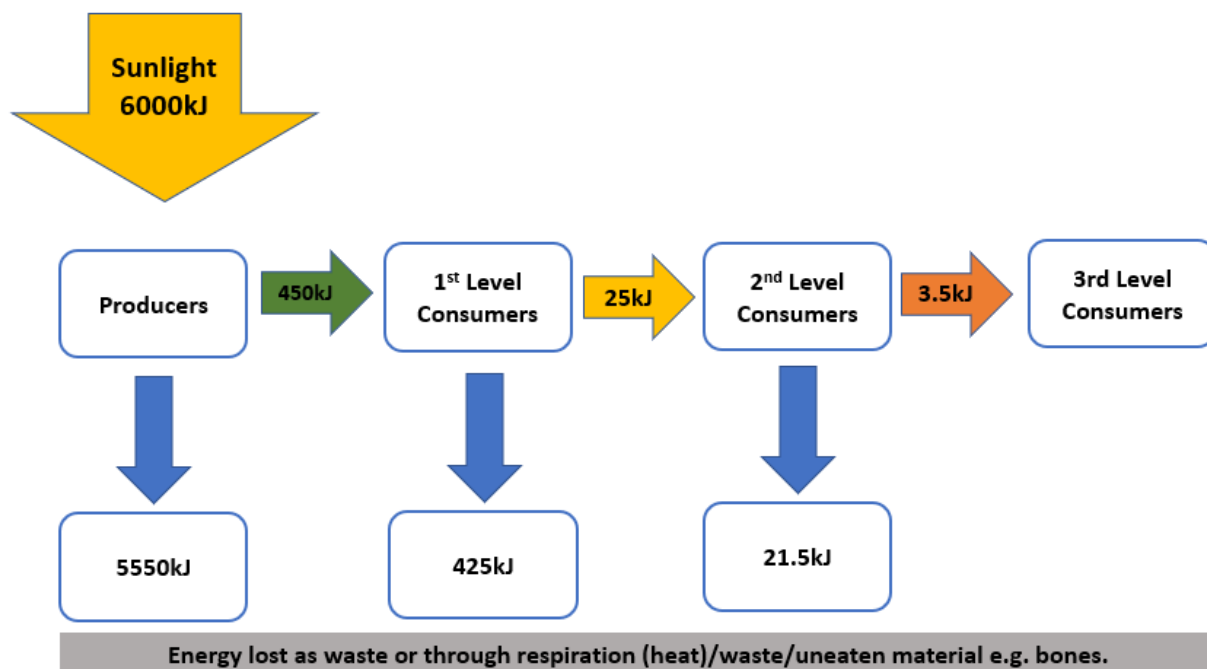 Sunlight
6000kJ
Producers
450kJ
1st Level
Consumers
25kJ
2nd Level
Consumers
3.5kJ
3rd Level
Consumers
5550kJ
425kJ
21.5kJ
Energy lost as waste or through respiration (heat)/waste/uneaten material e.g. bones.